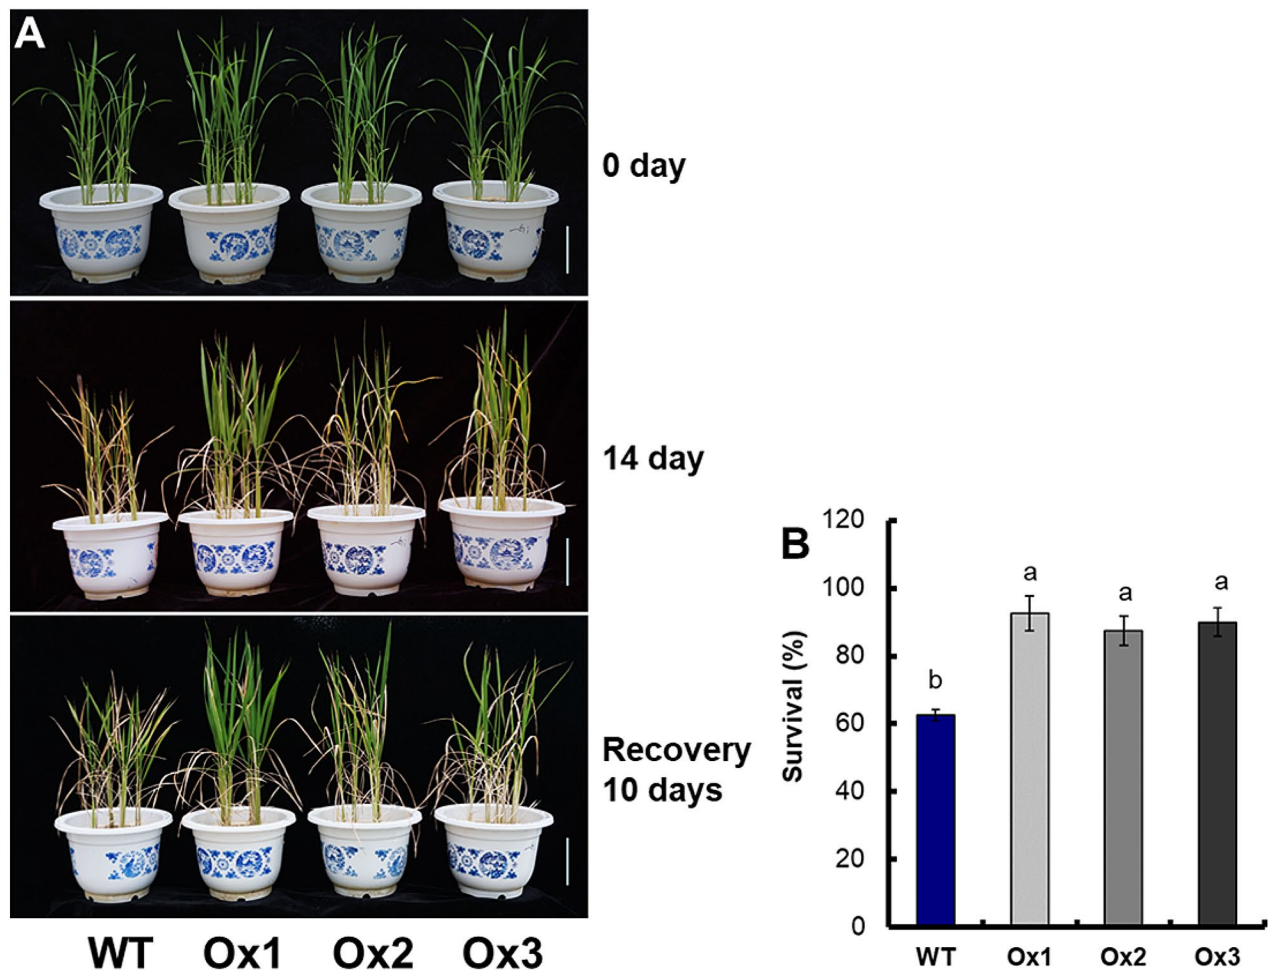 A
0 day
14 day
Recovery
10 days
WT Ox1 Ox2 Ox3
B
Survival (%)
120
100
80
60
40
20
0
b
a
a
a
WT Ox1 Ox2 Ox3